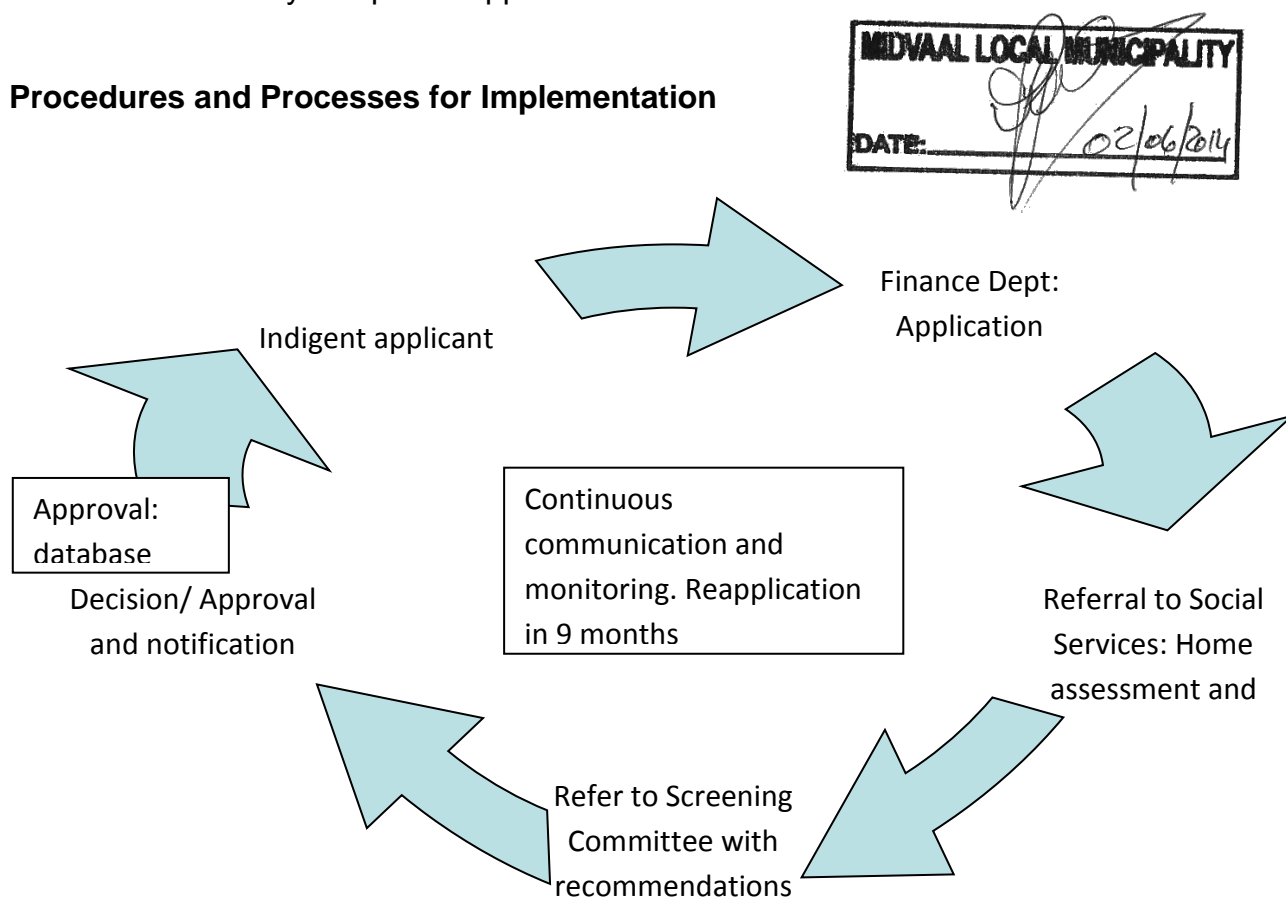 MIDVAAL LOCAL MUNICIPALITY
Procedures and Processes for Implementation
DATE: 02/06/2014
Finance Dept:
Application
Indigent applicant
Approval:
database
Continuous
communication and
monitoring. Reapplication
in 9 months
Decision/ Approval
and notification
Referral to Social
Services: Home
assessment and
Refer to Screening
Committee with
recommendations